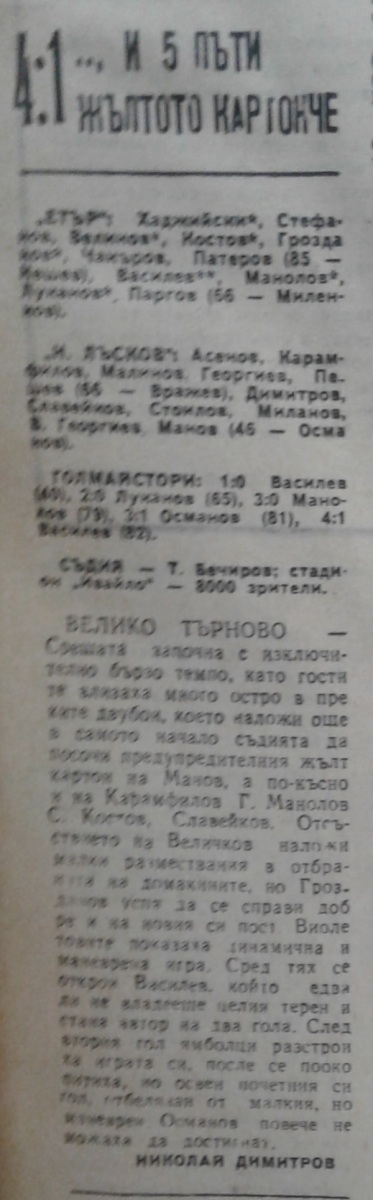 4:1 .., И 5 ПЪТИ
ЖЪЛТОТО КАРТОНЧЕ
„ЕТЪР“: Хаджийски*, Стефа-
нов, Велинов*, Костов*, Грозда
нов*, Чакъров, Патеров (85 —
Иешев), Василев**, Манолов*,
Луканов*, Паргов (66 — Милен-
ков).
„И. ЛЪСКОВ“: Асенов, Карам-
филов, Малинов, Георгиев, Пе-
шев (66 — Вражев), Димитров,
Славейков, Стоилов, Миланов,
В. Георгиев, Манов (46 — Осма
нов).
ГОЛМАЙСТОРИ: 1:0 Василев
(40), 2:0 Луканов (65), 3:0 Мано-
лов (79), 3:1 Османов (81), 4:1
Василев (82).
СЪДИЯ — Т. Бечиров; стади-
он „Ивайло“ — 8000 зрители.
ВЕЛИКО ТЪРНОВО —
Срещата започна с изключи-
телно бързо темпо, като гости
те влизаха много остро в пре
ките двубои, което наложи още
в самото начало съдията да
посочи предупредителния жълт
картон на Манов, а по-късно
и на Карамфилов Г. Манолов
С. Костов, Славейков. Отсъ-
ствието на Величков наложи
малки размествания в отбра-
ната на домакините, но Гроз-
данов успя да се справи доб
ре и на новия си пост. Виоле
товите показаха динамична и
маневрена игра. Сред тях се
открои Василев, който едва
ли не владееше целия терен и
стана автор на два гола. След
втория гол ямболци разстрои
ха играта си, после се пооко
питиха, но освен почетния си
гол, отбелязан от малкия, но
маневрен Османов повече не
можаха да достигнат.
НИКОЛАЙ ДИМИТРОВ